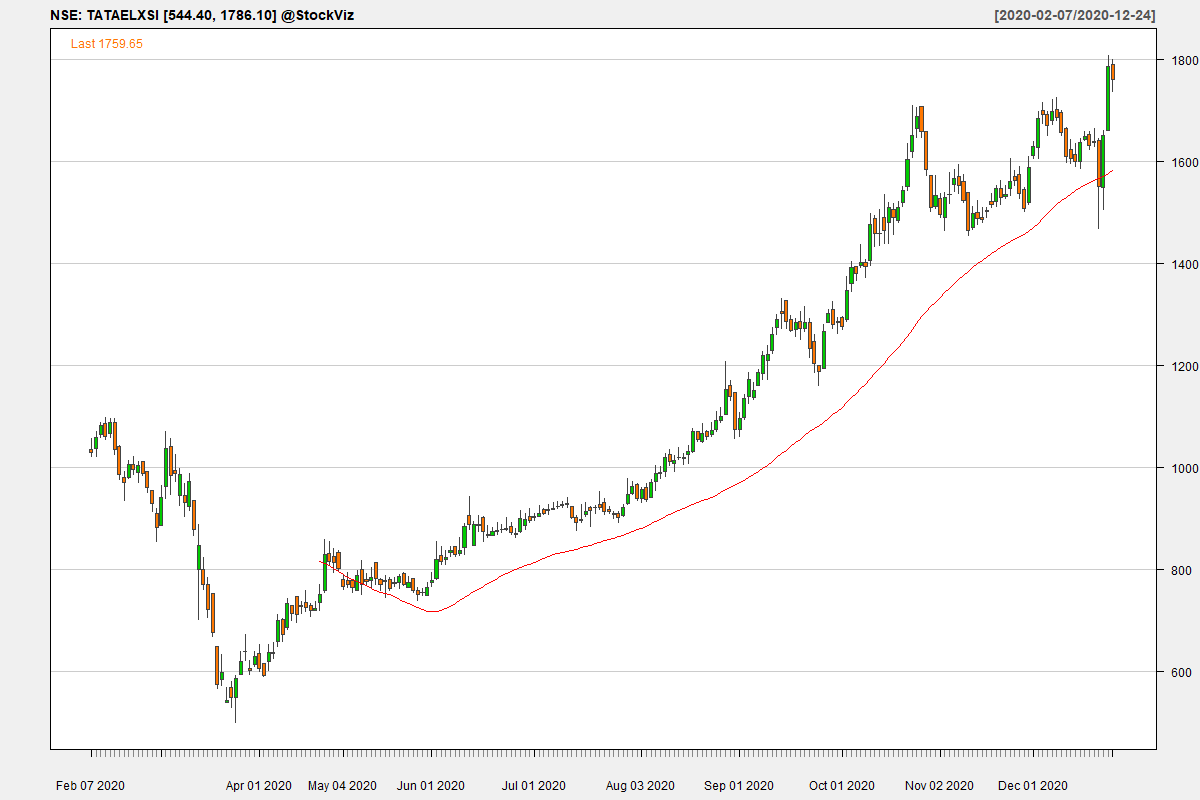 NSE: TATAELXSI [544.40, 1786.10] @StockViz [2020-02-07/2020-12-24]
Last 1759.65
1800
1600
1400
1200
1000
800
600
Feb 07 2020 Apr 01 2020 May 04 2020 Jun 01 2020 Jul 01 2020 Aug 03 2020 Sep 01 2020 Oct 01 2020 Nov 02 2020 Dec 01 2020